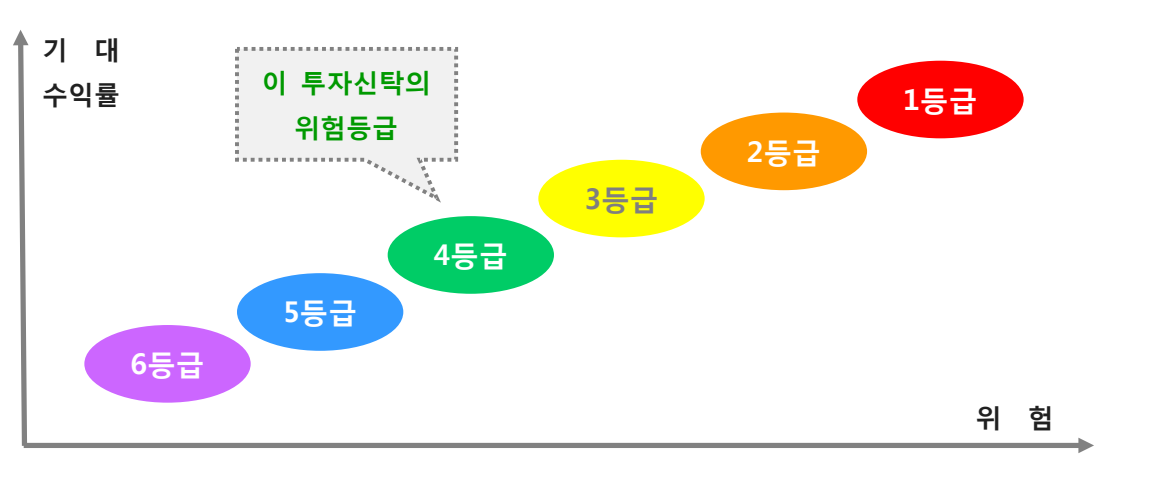 기 대
수익률
이 투자신탁의
위험등급
1등급
2등급
3등급
4등급
5등급
6등급
위 험